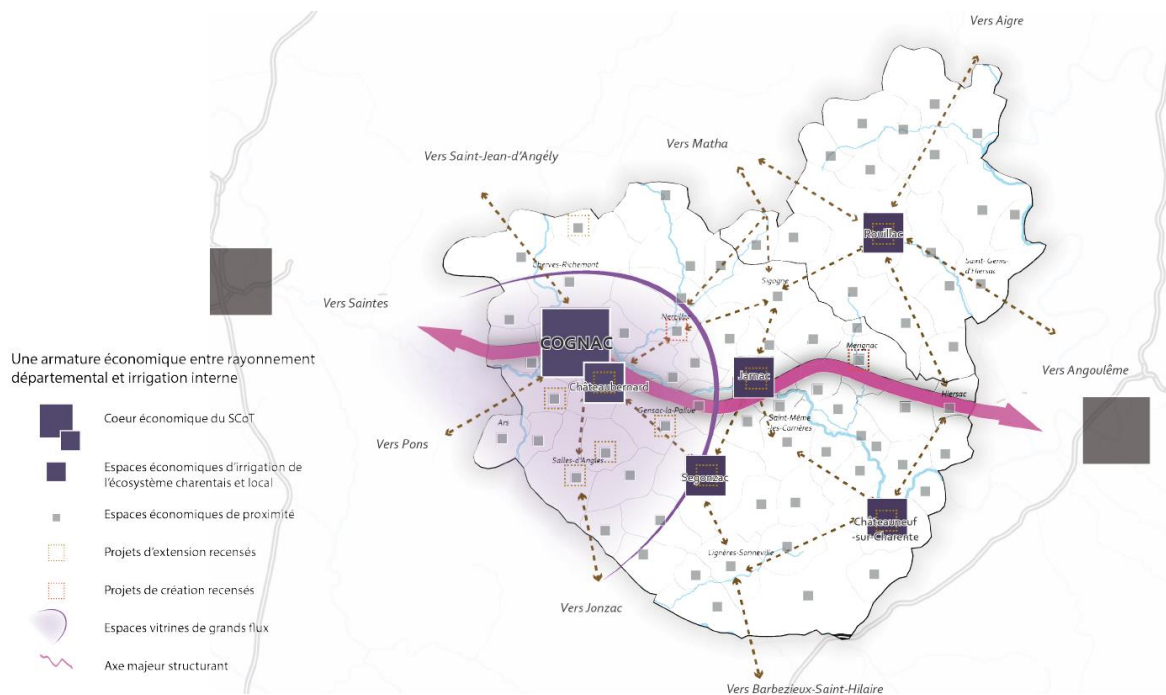 Vers Aigre
Vers Matha
Vers Saint-Jean-d'Angély
Rouillac
Saint-Genis-
d'Hiersac
Cherves-Richemont
Sigogne
Vers Saintes
Nercillac
COGNAC
Mérignac
Une armature économique entre rayonnement
départemental et irrigation interne
Jarnac
Châteaubernard
Vers Angoulême
Hiersac
Coeur économique du SCoT
Gensac-la-Pallue
Saint-Même
les-Carrières
Ars
Vers Pons
Salles-d'Angles
Espaces économiques d'irrigation de
l'écosystème charentais et local
Segonzac
Espaces économiques de proximité
Châteauneuf
-sur-Charente
Projets d'extension recensés
Lignères-Sonneville
Projets de création recensés
Vers Jonzac
Espaces vitrines de grands flux
Axe majeur structurant
Vers Barbezieux-Saint-Hilaire